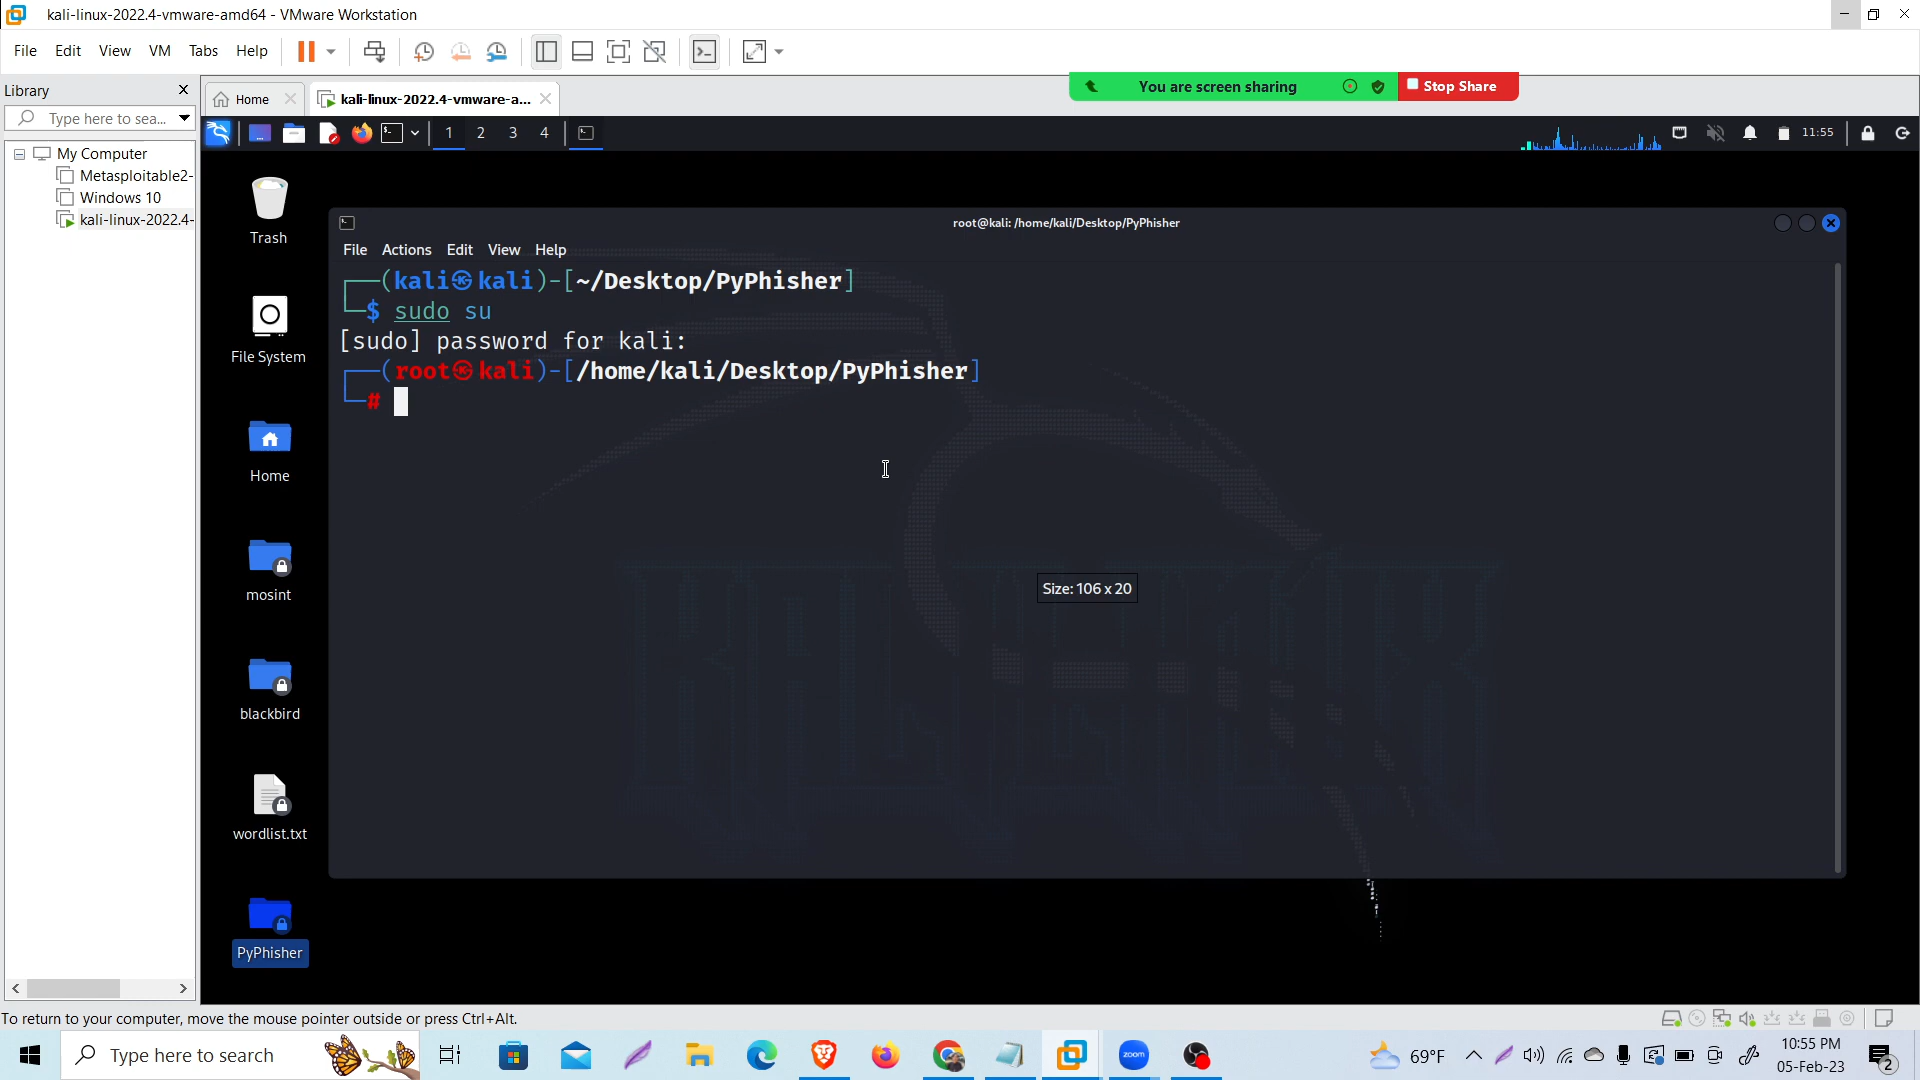 kali-linux-2022.4-vmware-amd64 - VMware Workstation
File Edit View VM Tabs Help
Library
Type here to sea...
Home
kali-linux-2022.4-vmware-a...
You are screen sharing
Stop Share
1 2 3 4
11:55
My Computer
Metasploitable2-
Windows 10
kali-linux-2022.4-
Trash
File System
Home
mosint
blackbird
wordlist.txt
PyPhisher
root@kali: /home/kali/Desktop/PyPhisher
File Actions Edit View Help
(kali㉿kali)-[~/Desktop/PyPhisher]
$ sudo su
[sudo] password for kali:
(root㉿kali)-[/home/kali/Desktop/PyPhisher]
#
Size: 106 x 20
To return to your computer, move the mouse pointer outside or press Ctrl+Alt.
Type here to search
zoom
69°F
10:55 PM
05-Feb-23
2